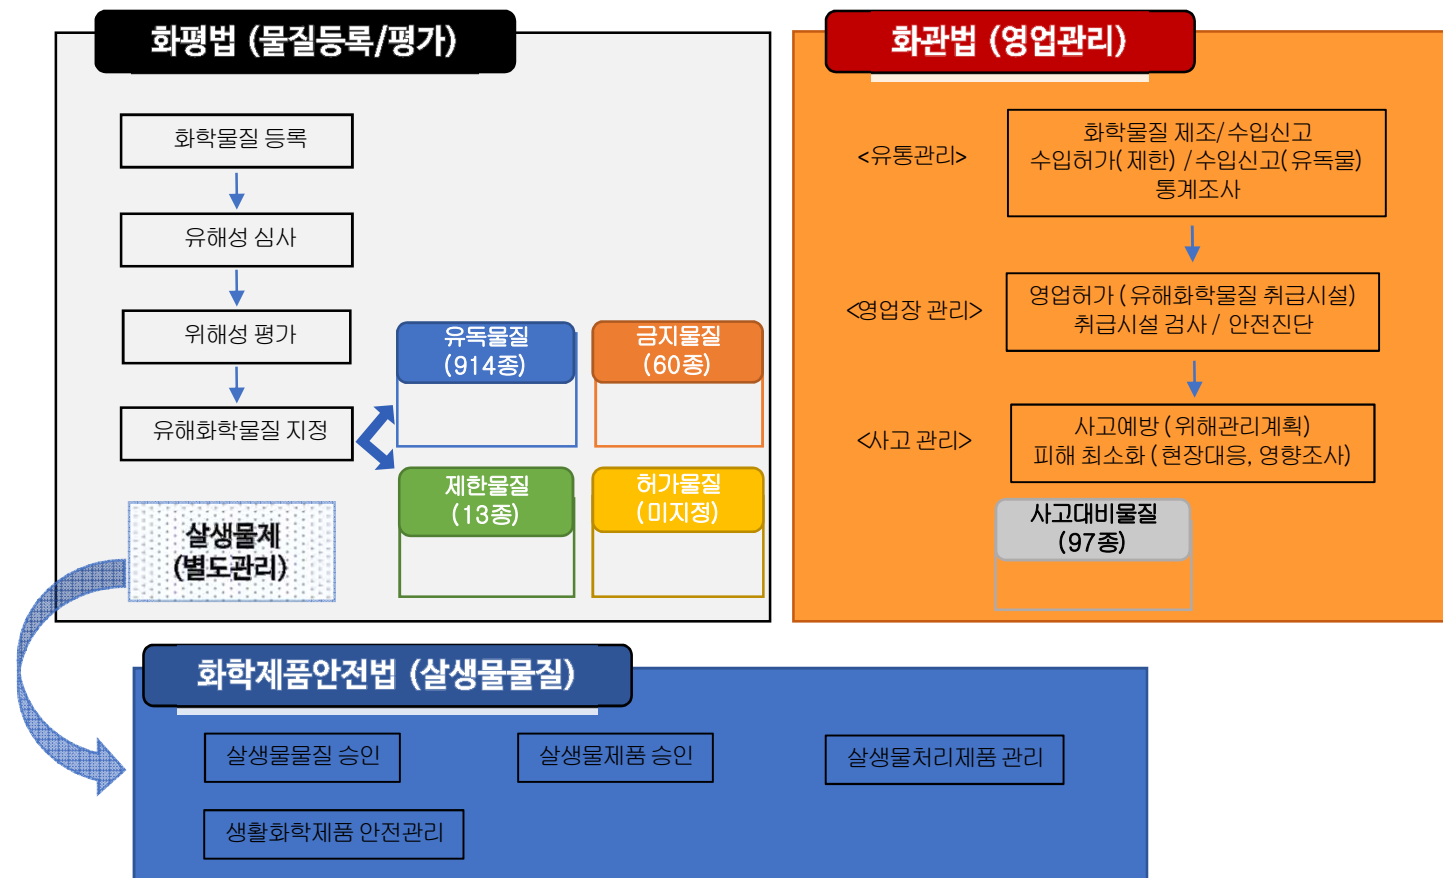 화평법 (물질등록/평가)
화학물질 등록
유해성 심사
위해성 평가
유해화학물질 지정
유독물질
(914종)
금지물질
(60종)
제한물질
(13종)
허가물질
(미지정)
살생물제
(별도관리)
화관법 (영업관리)
<유통관리>
화학물질 제조/수입신고
수입허가(제한) /수입신고(유독물)
통계조사
<영업장 관리>
영업허가 (유해화학물질 취급시설)
취급시설 검사 / 안전진단
<사고 관리>
사고예방 (위해관리계획)
피해 최소화 (현장대응, 영향조사)
사고대비물질
(97종)
화학제품안전법 (살생물물질)
살생물물질 승인
살생물제품 승인
살생물처리제품 관리
생활화학제품 안전관리